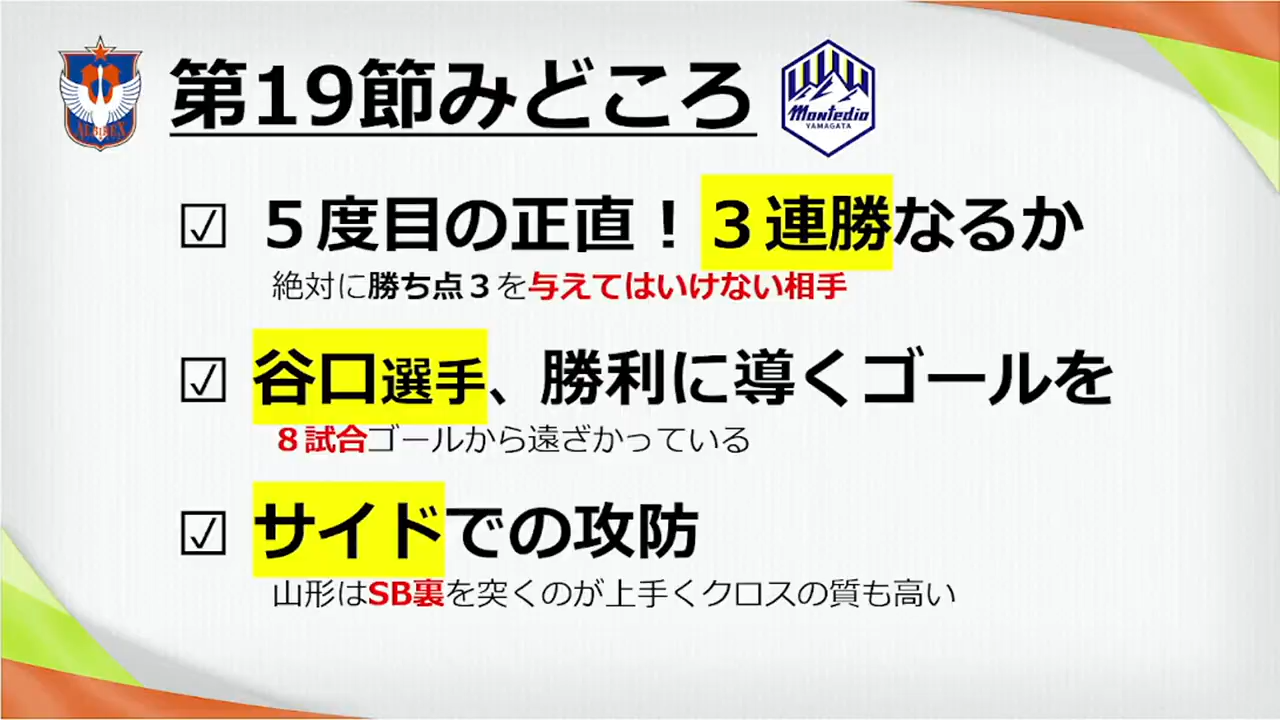 第19節みどころ
ALBIREX
Montedio
YAMAGATA
☑ ５度目の正直！３連勝なるか
絶対に勝ち点３を与えてはいけない相手
☑ 谷口選手、勝利に導くゴールを
８試合ゴールから遠ざかっている
☑ サイドでの攻防
山形はSB裏を突くのが上手くクロスの質も高い